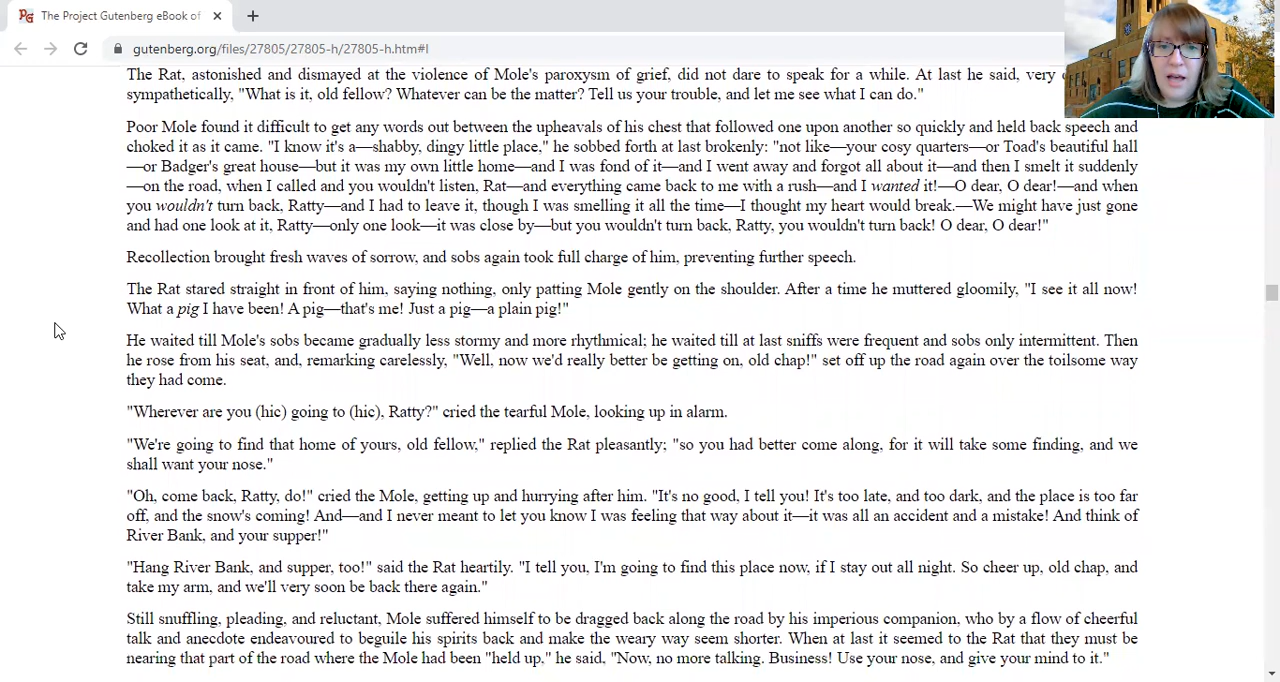 The Project Gutenberg eBook of
gutenberg.org/files/27805/27805-h/27805-h.htm#I
The Rat, astonished and dismayed at the violence of Mole's paroxysm of grief, did not dare to speak for a while. At last he said, very
sympathetically, "What is it, old fellow? Whatever can be the matter? Tell us your trouble, and let me see what I can do."
Poor Mole found it difficult to get any words out between the upheavals of his chest that followed one upon another so quickly and held back speech and
choked it as it came. "I know it's a—shabby, dingy little place," he sobbed forth at last brokenly: "not like—your cosy quarters—or Toad's beautiful hall
—or Badger's great house—but it was my own little home—and I was fond of it—and I went away and forgot all about it—and then I smelt it suddenly
—on the road, when I called and you wouldn't listen, Rat—and everything came back to me with a rush—and I wanted it!—O dear, O dear!—and when
you wouldn't turn back, Ratty—and I had to leave it, though I was smelling it all the time—I thought my heart would break.—We might have just gone
and had one look at it, Ratty—only one look—it was close by—but you wouldn't turn back, Ratty, you wouldn't turn back! O dear, O dear!"
Recollection brought fresh waves of sorrow, and sobs again took full charge of him, preventing further speech.
The Rat stared straight in front of him, saying nothing, only patting Mole gently on the shoulder. After a time he muttered gloomily, "I see it all now!
What a pig I have been! A pig—that's me! Just a pig—a plain pig!"
He waited till Mole's sobs became gradually less stormy and more rhythmical; he waited till at last sniffs were frequent and sobs only intermittent. Then
he rose from his seat, and, remarking carelessly, "Well, now we'd really better be getting on, old chap!" set off up the road again over the toilsome way
they had come.
"Wherever are you (hic) going to (hic), Ratty?" cried the tearful Mole, looking up in alarm.
"We're going to find that home of yours, old fellow," replied the Rat pleasantly; "so you had better come along, for it will take some finding, and we
shall want your nose."
"Oh, come back, Ratty, do!" cried the Mole, getting up and hurrying after him. "It's no good, I tell you! It's too late, and too dark, and the place is too far
off, and the snow's coming! And—and I never meant to let you know I was feeling that way about it—it was all an accident and a mistake! And think of
River Bank, and your supper!"
"Hang River Bank, and supper, too!" said the Rat heartily. "I tell you, I'm going to find this place now, if I stay out all night. So cheer up, old chap, and
take my arm, and we'll very soon be back there again."
Still snuffling, pleading, and reluctant, Mole suffered himself to be dragged back along the road by his imperious companion, who by a flow of cheerful
talk and anecdote endeavoured to beguile his spirits back and make the weary way seem shorter. When at last it seemed to the Rat that they must be
nearing that part of the road where the Mole had been "held up," he said, "Now, no more talking. Business! Use your nose, and give your mind to it."